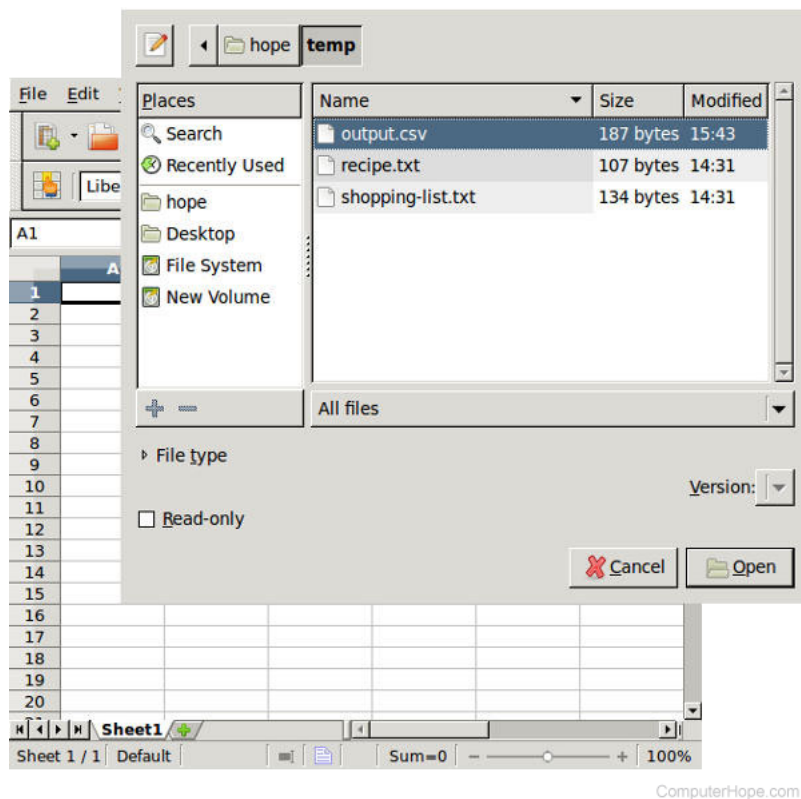 hope temp
File Edit
Places
Search
Recently Used
hope
Desktop
File System
New Volume
Name Size Modified
output.csv 187 bytes 15:43
recipe.txt 107 bytes 14:31
shopping-list.txt 134 bytes 14:31
All files
File type
Version:
Read-only
Cancel Open
Libe
A1
A
1
2
3
4
5
6
7
8
9
10
11
12
13
14
15
16
17
18
19
20
Sheet1
Sheet 1 / 1 Default Sum=0 100%
ComputerHope.com